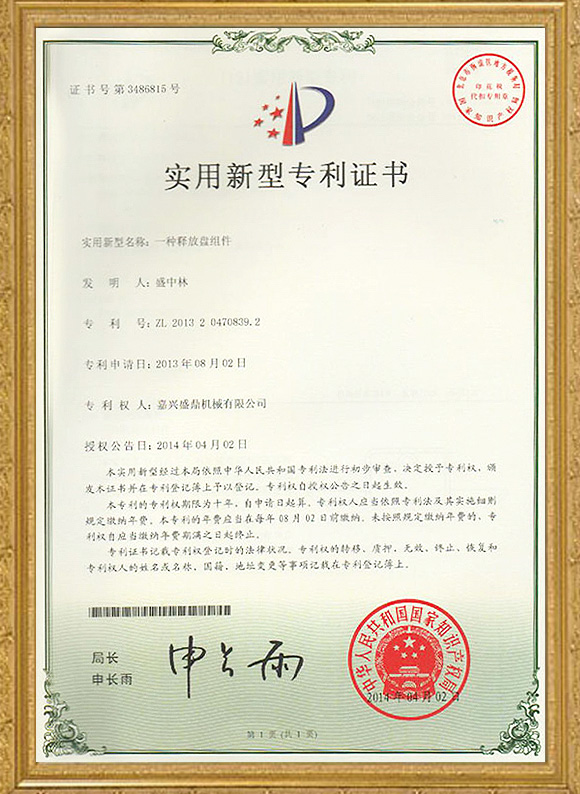 证书号第3486815号
印花税
代扣专用章
实用新型专利证书
实用新型名称：一种释放盘组件
发明人：盛中林
专利号：ZL 2013 2 0470839.2
专利申请日：2013年08月02日
专利权人：嘉兴盛鼎机械有限公司
授权公告日：2014年04月02日
本实用新型经过本局依照中华人民共和国专利法进行初步审查，决定授予专利权，颁
发本证书并在专利登记簿上予以登记。专利权自授权公告之日起生效。
本专利的专利权期限为十年，自申请日起算。专利权人应当依照专利法及其实施细则
规定缴纳年费。本专利的年费应当在每年08月02日前缴纳。未按照规定缴纳年费的，专
利权自应当缴纳年费期满之日起终止。
专利证书记载专利权登记时的法律状况。专利权的转移、质押、无效、终止、恢复和
专利权人的姓名或名称、国籍、地址变更等事项记载在专利登记簿上。
局长
申长雨
申长雨
中华人民共和国国家知识产权局
2014年04月02日
第1页(共1页)